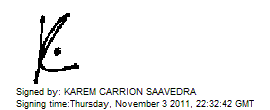 Signed by: KAREM CARRION SAAVEDRA
Signing time:Thursday, November 3 2011, 22:32:42 GMT